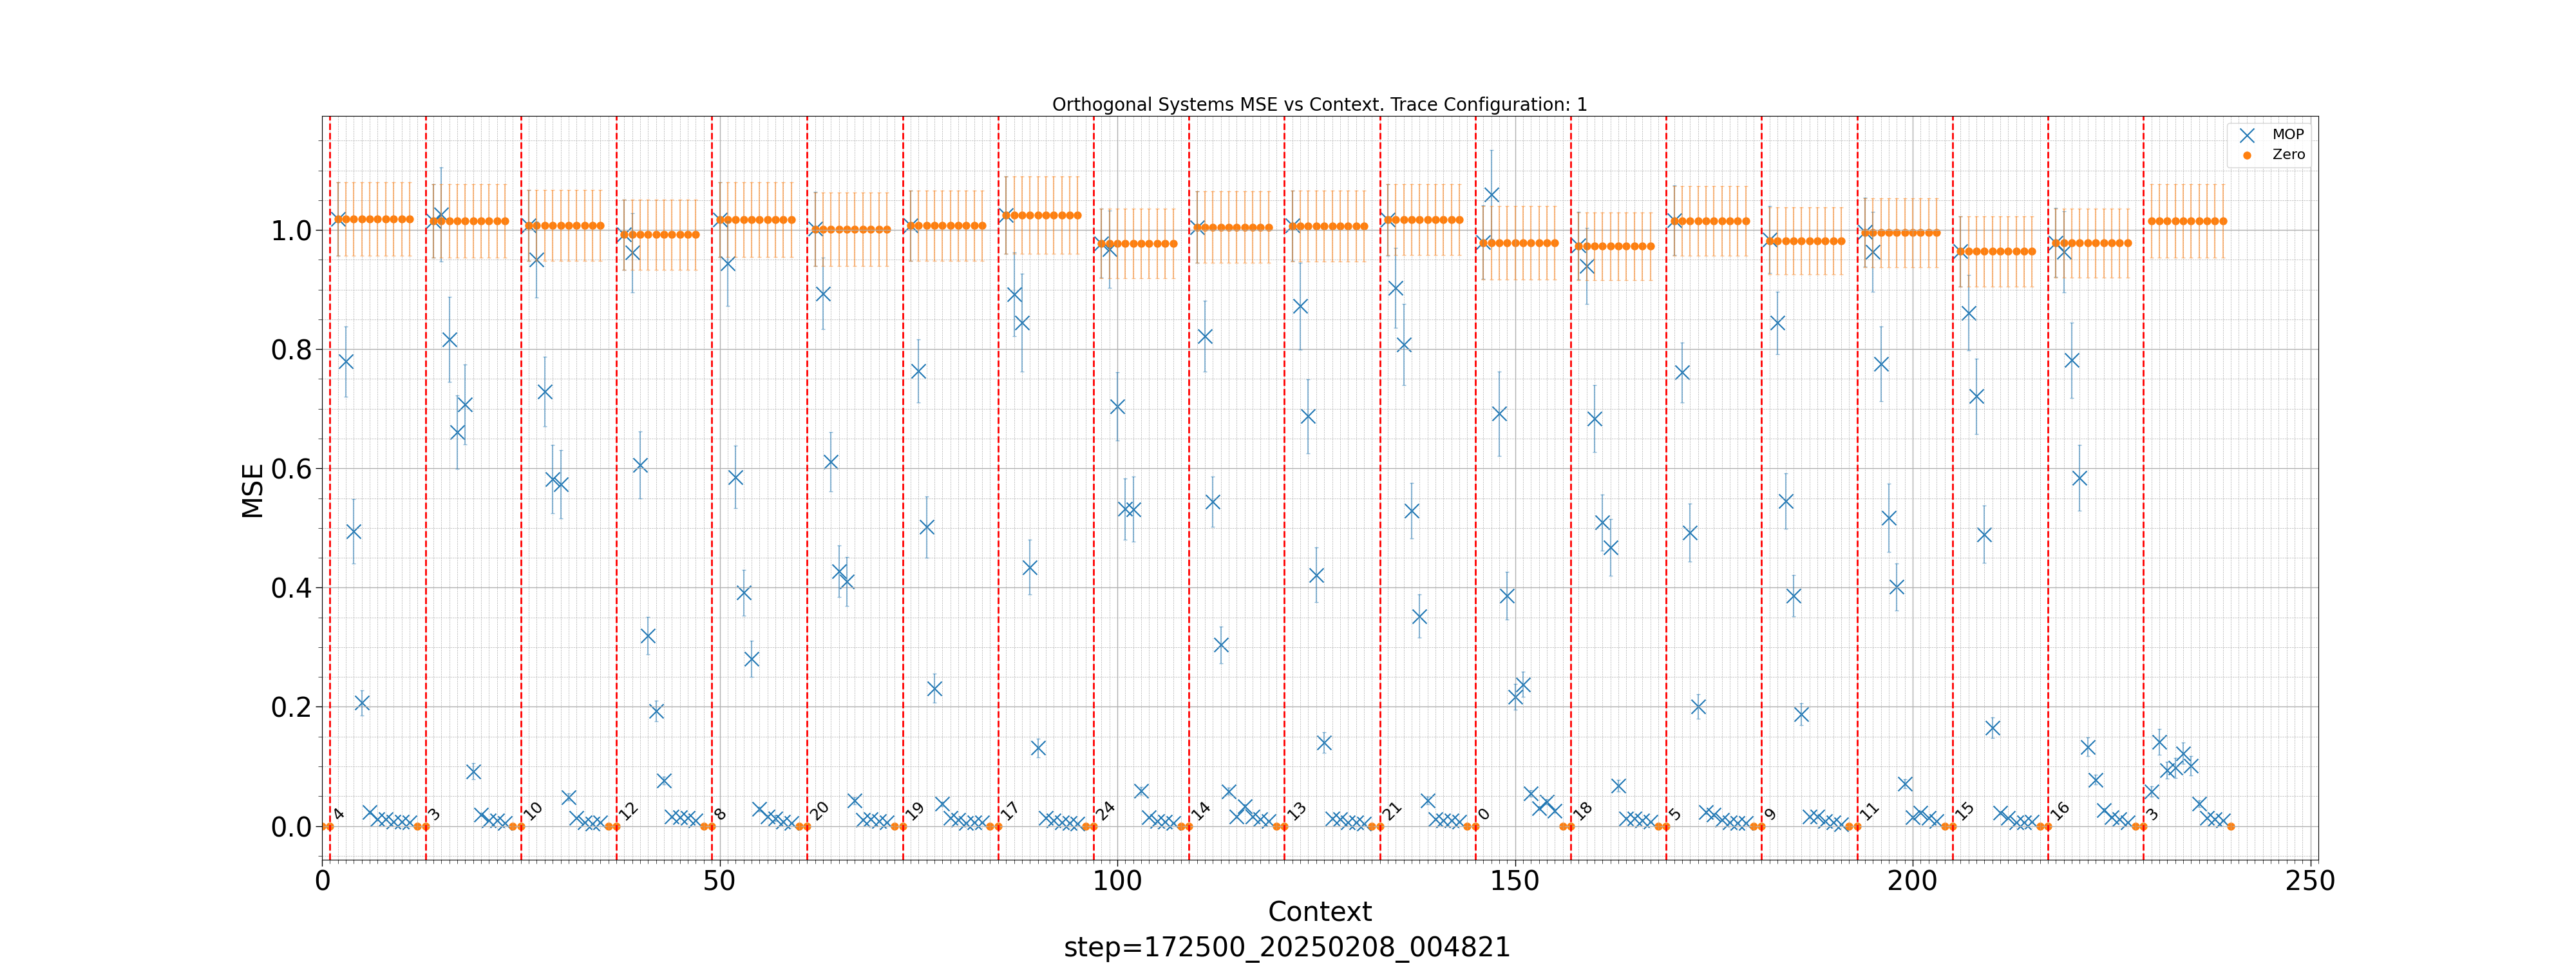 Orthogonal Systems MSE vs Context. Trace Configuration: 1
MOP
Zero
MSE
1.0
0.8
0.6
0.4
0.2
0.0
4 3 10 12 8 20 19 17 24 14 13 21 0 18 5 9 11 15 16 3
0 50 100 150 200 250
Context
step=172500_20250208_004821